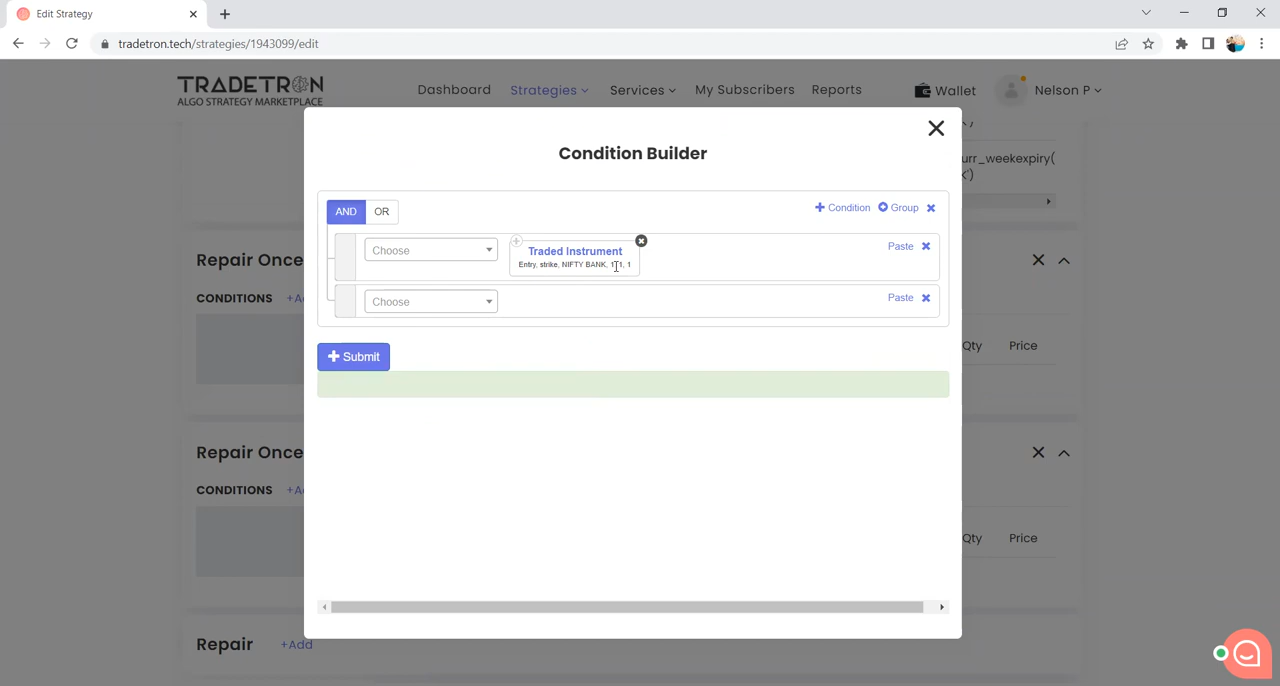 Edit Strategy
tradetron.tech/strategies/1943099/edit
TRADETRON
ALGO STRATEGY MARKETPLACE
Dashboard Strategies Services My Subscribers Reports Wallet Nelson P
Condition Builder
urr_weekexpiry(
')
AND OR + Condition Group
Choose Traded Instrument Paste
Entry, strike, NIFTY BANK, 1, 1, 1
Choose Paste
+ Submit
Repair Once
CONDITIONS +A
Qty Price
Repair Once
CONDITIONS +A
Qty Price
Repair +Add